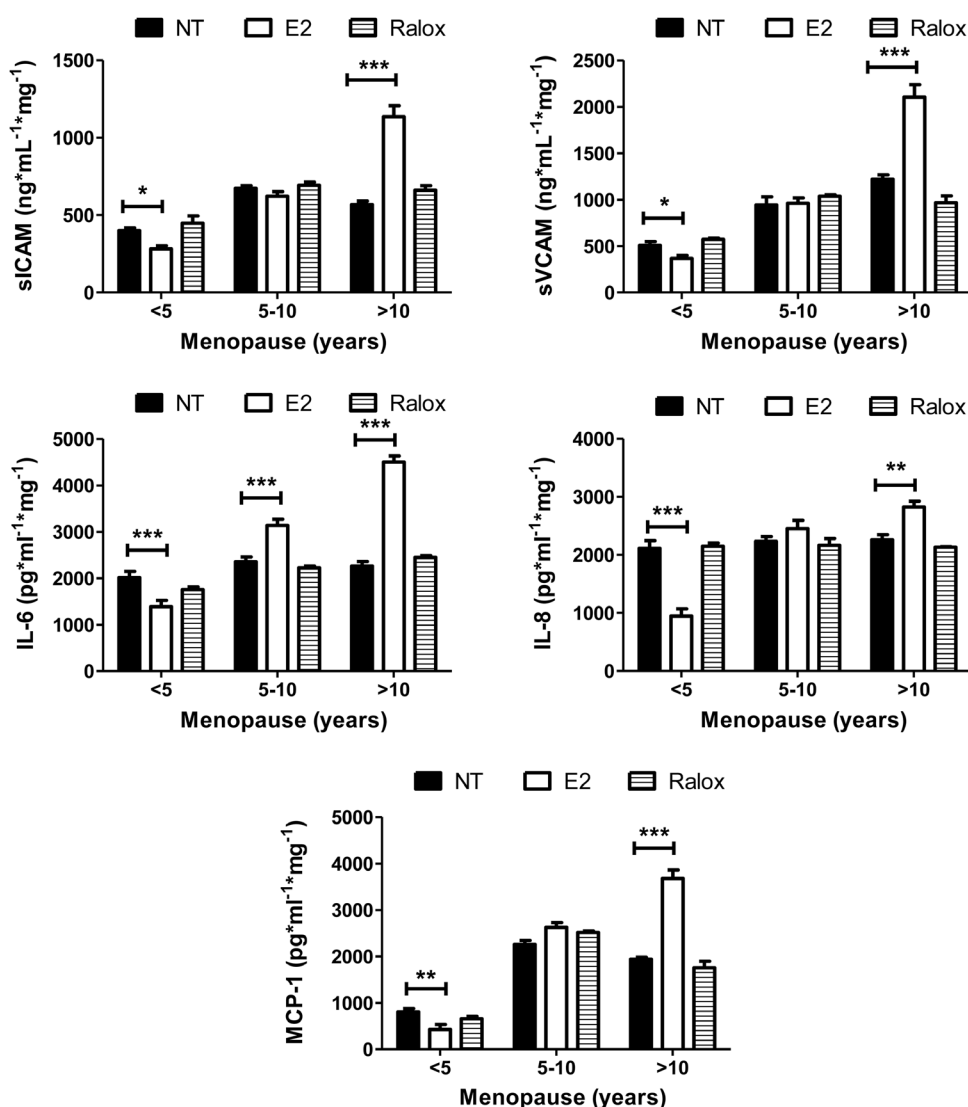 NT E2 Ralox
sICAM (ng*mL⁻¹*mg⁻¹)
1500
1000
500
0
*
***
<5 5-10 >10
Menopause (years)
NT E2 Ralox
sVCAM (ng*mL⁻¹*mg⁻¹)
2500
2000
1500
1000
500
0
*
***
<5 5-10 >10
Menopause (years)
NT E2 Ralox
IL-6 (pg*ml⁻¹*mg⁻¹)
5000
4000
3000
2000
1000
0
***
***
***
<5 5-10 >10
Menopause (years)
NT E2 Ralox
IL-8 (pg*ml⁻¹*mg⁻¹)
4000
3000
2000
1000
0
***
**
<5 5-10 >10
Menopause (years)
NT E2 Ralox
MCP-1 (pg*ml⁻¹*mg⁻¹)
5000
4000
3000
2000
1000
0
**
***
<5 5-10 >10
Menopause (years)